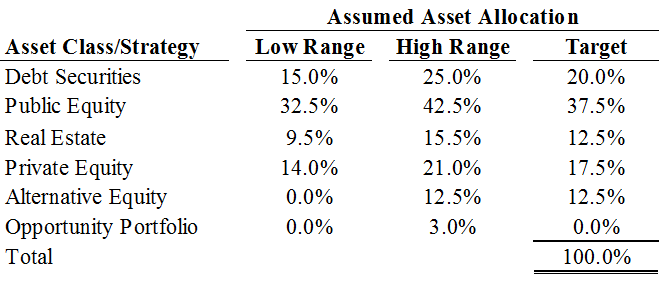 Assumed Asset Allocation
Asset Class/Strategy Low Range High Range Target
Debt Securities 15.0% 25.0% 20.0%
Public Equity 32.5% 42.5% 37.5%
Real Estate 9.5% 15.5% 12.5%
Private Equity 14.0% 21.0% 17.5%
Alternative Equity 0.0% 12.5% 12.5%
Opportunity Portfolio 0.0% 3.0% 0.0%
Total 100.0%